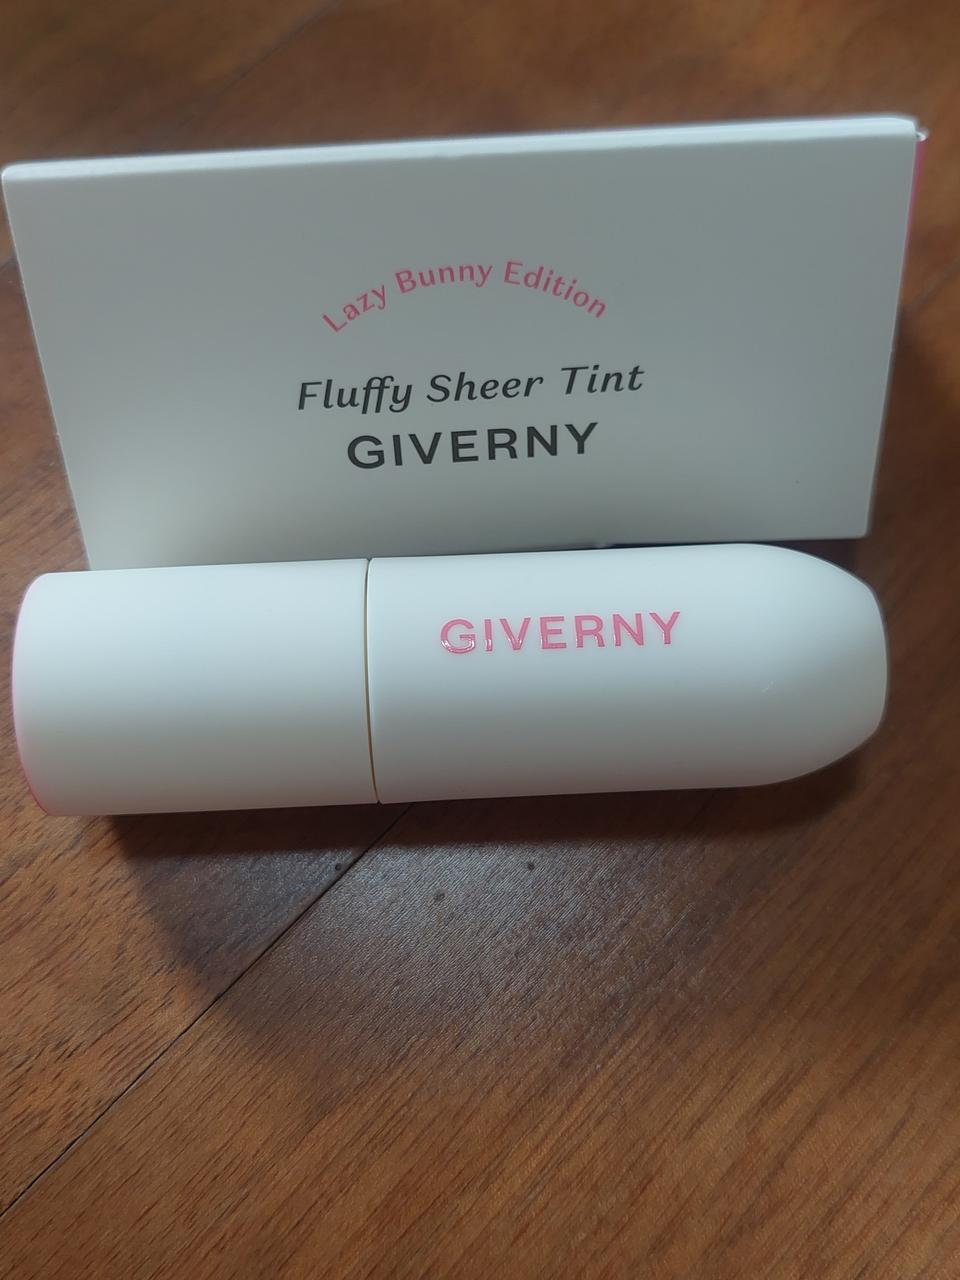 Lazy Bunny Edition
Fluffy Sheer Tint
GIVERNY
GIVERNY